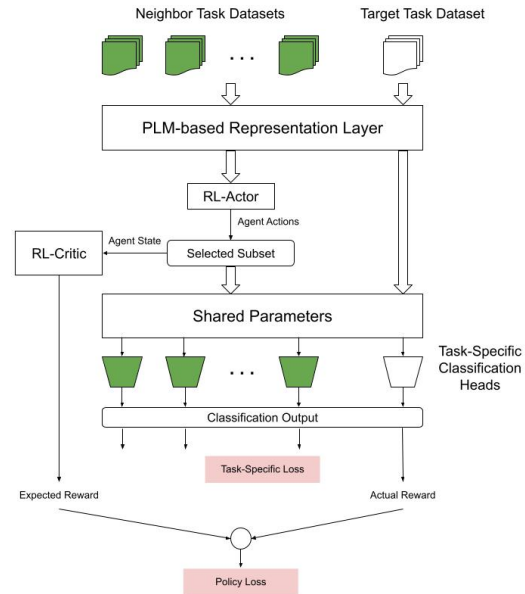 Neighbor Task Datasets
Target Task Dataset
PLM-based Representation Layer
RL-Actor
Agent Actions
Agent State
RL-Critic
Selected Subset
Shared Parameters
Task-Specific
Classification
Heads
Classification Output
Task-Specific Loss
Expected Reward
Actual Reward
Policy Loss